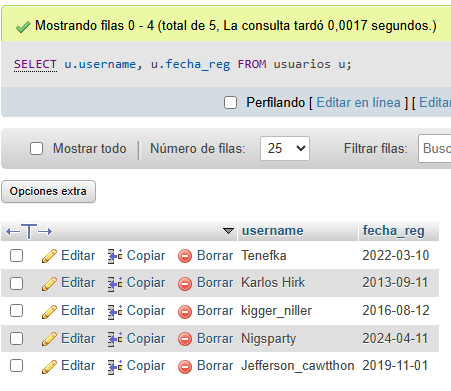 Mostrando filas 0 - 4 (total de 5, La consulta tardó 0,0017 segundos.)
SELECT u.username, u.fecha_reg FROM usuarios u;
Perfilando [ Editar en línea ] [ Editar
Mostrar todo Número de filas: 25 Filtrar filas: Busc
Opciones extra
username fecha_reg
Editar Copiar Borrar Tenefka 2022-03-10
Editar Copiar Borrar Karlos Hirk 2013-09-11
Editar Copiar Borrar kigger_niller 2016-08-12
Editar Copiar Borrar Nigsparty 2024-04-11
Editar Copiar Borrar Jefferson_cawtthon 2019-11-01